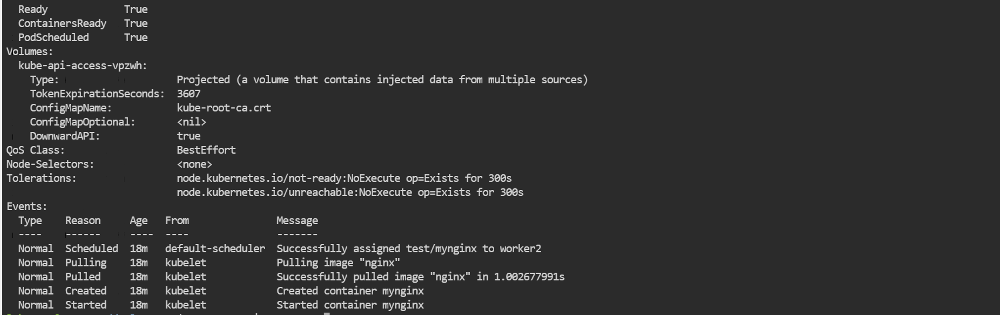 Ready True
ContainersReady True
PodScheduled True
Volumes:
kube-api-access-vpzwh:
Type: Projected (a volume that contains injected data from multiple sources)
TokenExpirationSeconds: 3607
ConfigMapName: kube-root-ca.crt
ConfigMapOptional: <nil>
DownwardAPI: true
QoS Class: BestEffort
Node-Selectors: <none>
Tolerations: node.kubernetes.io/not-ready:NoExecute op=Exists for 300s
node.kubernetes.io/unreachable:NoExecute op=Exists for 300s
Events:
Type Reason Age From Message
---- ------ ---- ---- -------
Normal Scheduled 18m default-scheduler Successfully assigned test/mynginx to worker2
Normal Pulling 18m kubelet Pulling image "nginx"
Normal Pulled 18m kubelet Successfully pulled image "nginx" in 1.002677991s
Normal Created 18m kubelet Created container mynginx
Normal Started 18m kubelet Started container mynginx